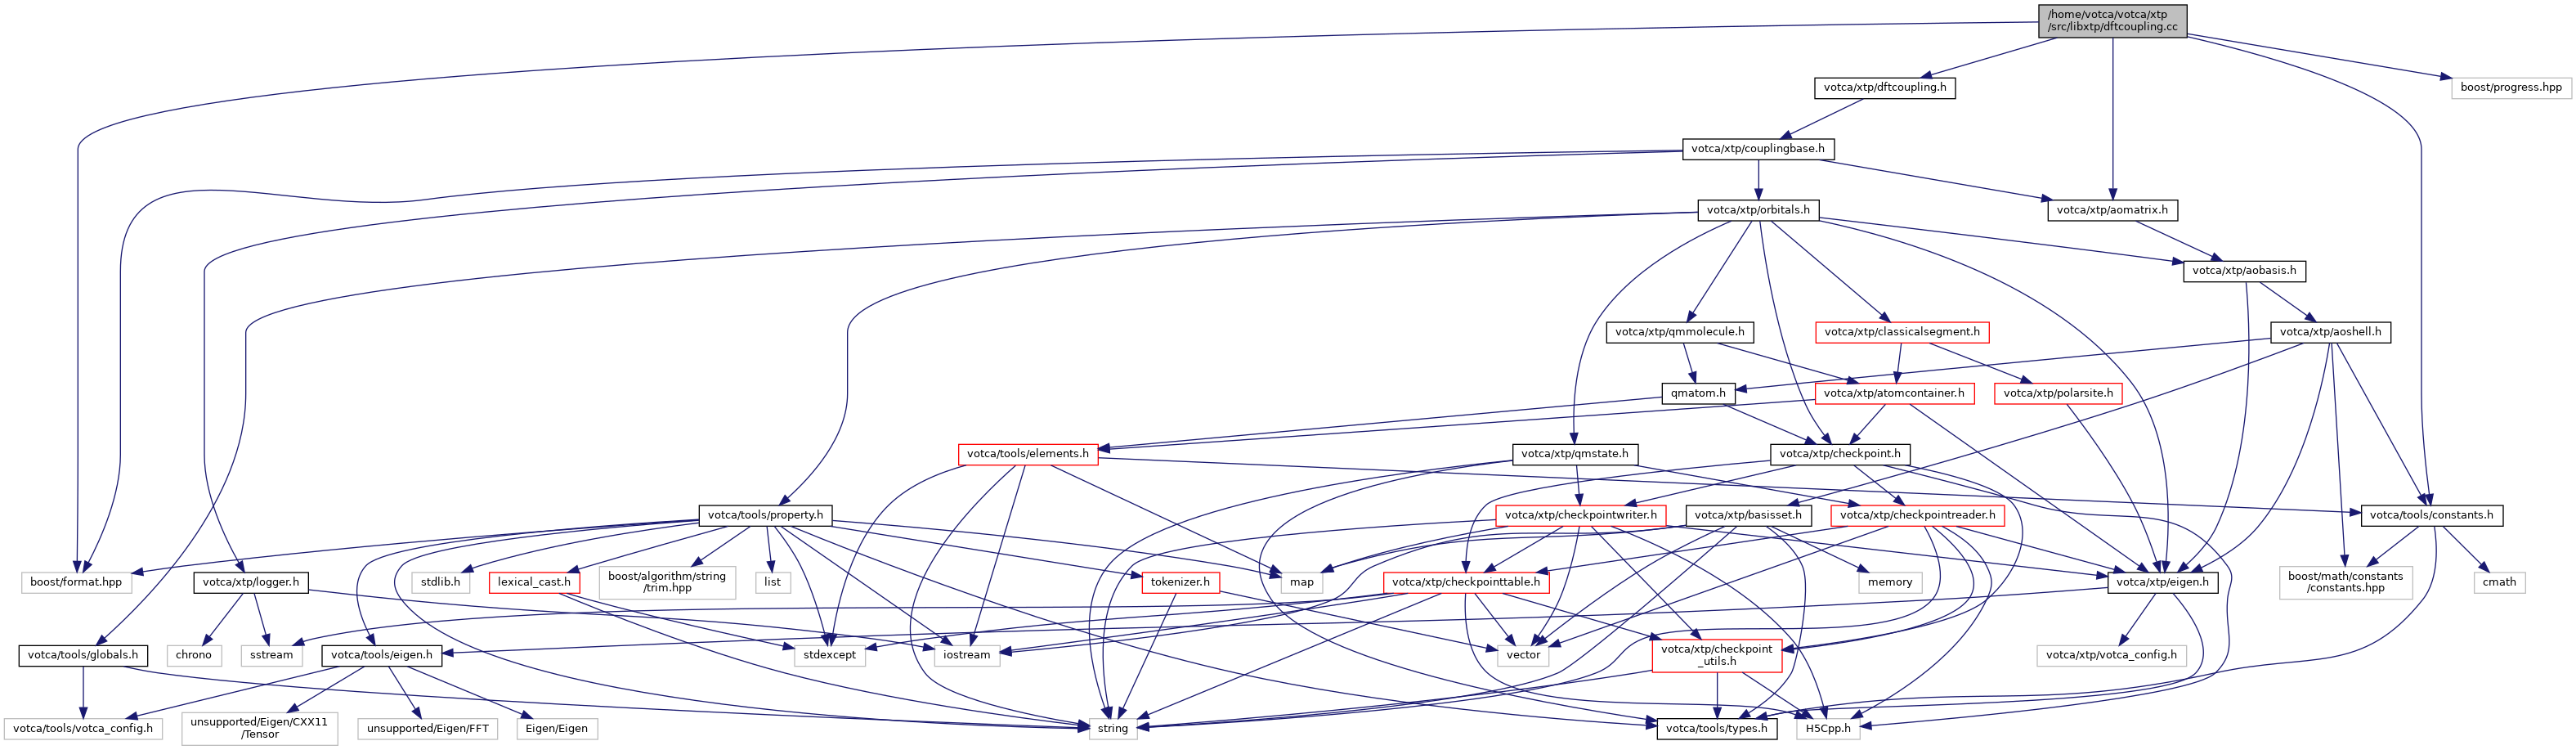 /home/votca/votca/xtp
/src/libxtp/dftcoupling.cc
votca/xtp/dftcoupling.h
boost/progress.hpp
votca/xtp/couplingbase.h
votca/xtp/orbitals.h
votca/xtp/aomatrix.h
votca/xtp/aobasis.h
votca/xtp/qmmolecule.h
votca/xtp/classicalsegment.h
votca/xtp/aoshell.h
qmatom.h
votca/xtp/atomcontainer.h
votca/xtp/polarsite.h
votca/tools/elements.h
votca/xtp/qmstate.h
votca/xtp/checkpoint.h
votca/tools/property.h
votca/xtp/checkpointwriter.h
votca/xtp/basisset.h
votca/xtp/checkpointreader.h
votca/tools/constants.h
boost/format.hpp
votca/xtp/logger.h
stdlib.h
lexical_cast.h
boost/algorithm/string
/trim.hpp
list
tokenizer.h
map
votca/xtp/checkpointtable.h
memory
votca/xtp/eigen.h
boost/math/constants
/constants.hpp
cmath
votca/tools/globals.h
chrono
sstream
votca/tools/eigen.h
stdexcept
iostream
vector
votca/xtp/checkpoint
_utils.h
votca/xtp/votca_config.h
votca/tools/votca_config.h
unsupported/Eigen/CXX11
/Tensor
unsupported/Eigen/FFT
Eigen/Eigen
string
votca/tools/types.h
H5Cpp.h